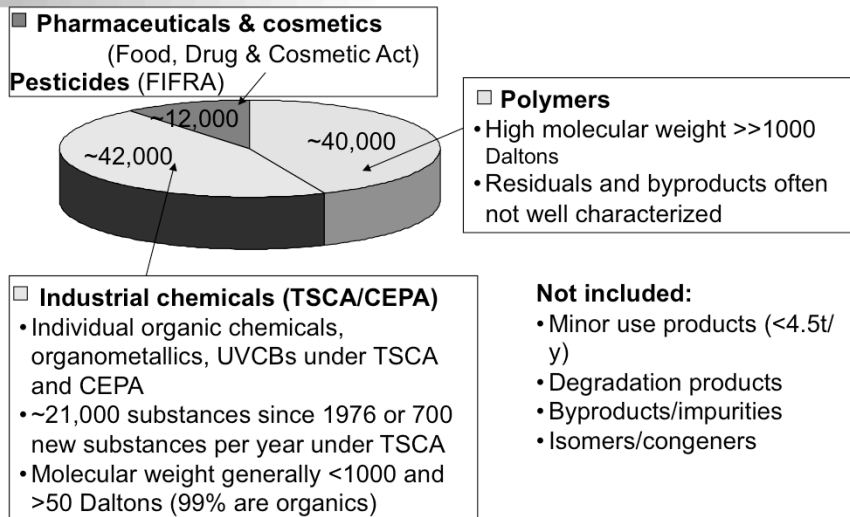 Pharmaceuticals & cosmetics
(Food, Drug & Cosmetic Act)
Pesticides (FIFRA)
~12,000
~42,000
~40,000
Polymers
• High molecular weight >>1000
Daltons
• Residuals and byproducts often
not well characterized
Industrial chemicals (TSCA/CEPA)
• Individual organic chemicals,
organometallics, UVCBs under TSCA
and CEPA
• ~21,000 substances since 1976 or 700
new substances per year under TSCA
• Molecular weight generally <1000 and
>50 Daltons (99% are organics)
Not included:
• Minor use products (<4.5t/
y)
• Degradation products
• Byproducts/impurities
• Isomers/congeners